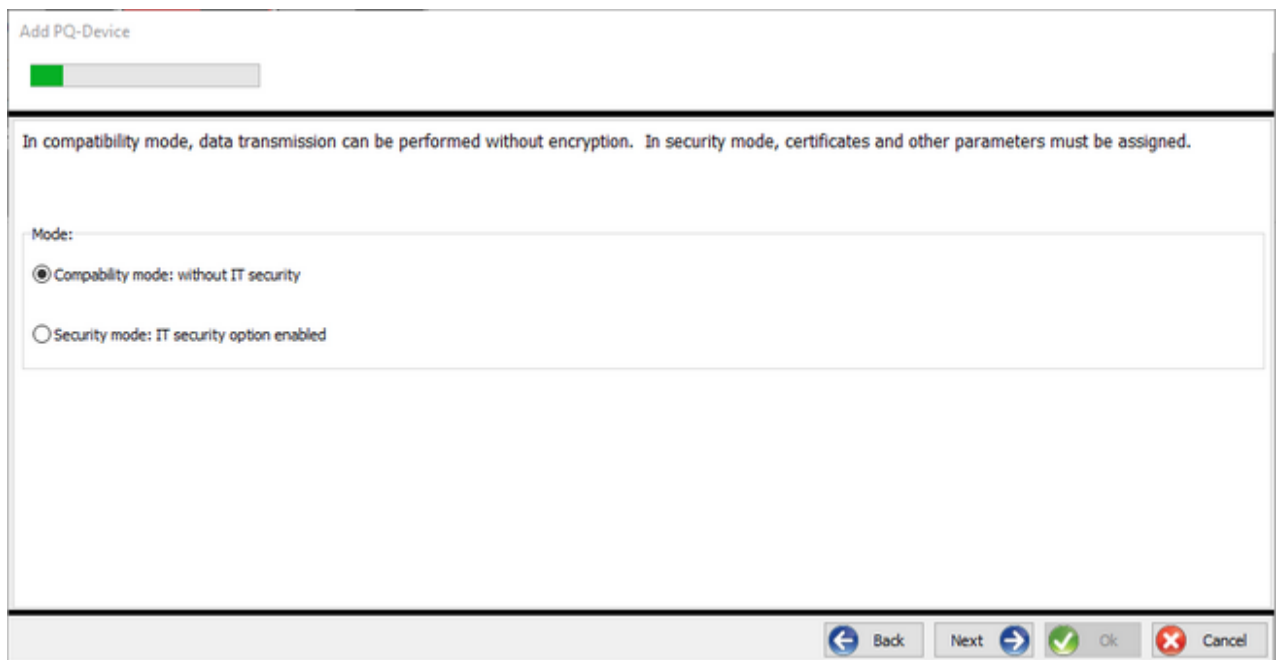 Add PQ-Device
In compatibility mode, data transmission can be performed without encryption.  In security mode, certificates and other parameters must be assigned.
Mode:
Compability mode: without IT security
Security mode: IT security option enabled
Back Next Ok Cancel